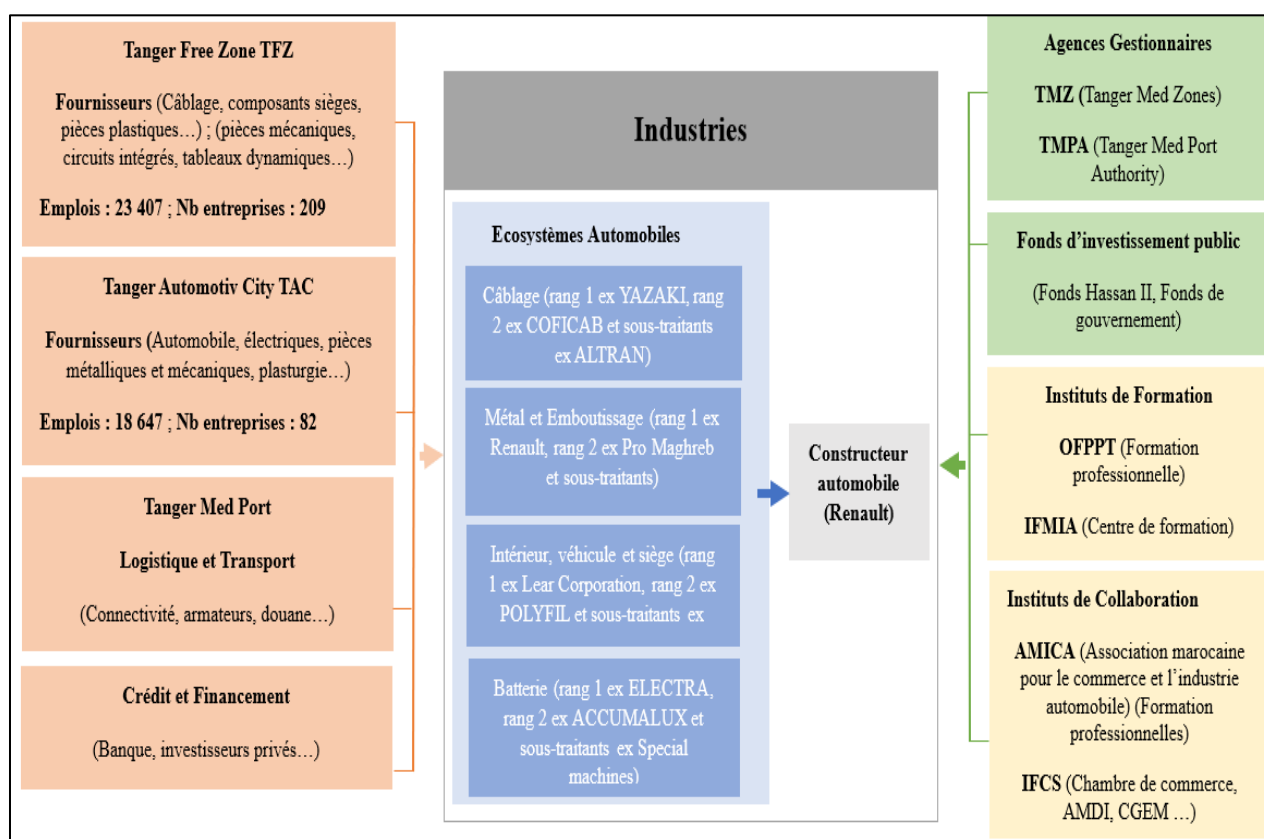 Tanger Free Zone TFZ
Fournisseurs (Câblage, composants sièges,
pièces plastiques…) ; (pièces mécaniques,
circuits intégrés, tableaux dynamiques…)
Emplois : 23 407 ; Nb entreprises : 209
Tanger Automotiv City TAC
Fournisseurs (Automobile, électriques, pièces
métalliques et mécaniques, plasturgie…)
Emplois : 18 647 ; Nb entreprises : 82
Tanger Med Port
Logistique et Transport
(Connectivité, armateurs, douane…)
Crédit et Financement
(Banque, investisseurs privés…)
Industries
Ecosystèmes Automobiles
Câblage (rang 1 ex YAZAKI, rang
2 ex COFICAB et sous-traitants
ex ALTRAN)
Métal et Emboutissage (rang 1 ex
Renault, rang 2 ex Pro Maghreb
et sous-traitants)
Intérieur, véhicule et siège (rang
1 ex Lear Corporation, rang 2 ex
POLYFIL et sous-traitants ex
Batterie (rang 1 ex ELECTRA,
rang 2 ex ACCUMALUX et
sous-traitants ex Special
machines)
Constructeur
automobile
(Renault)
Agences Gestionnaires
TMZ (Tanger Med Zones)
TMPA (Tanger Med Port
Authority)
Fonds d’investissement public
(Fonds Hassan II, Fonds de
gouvernement)
Instituts de Formation
OFPPT (Formation
professionnelle)
IFMIA (Centre de formation)
Instituts de Collaboration
AMICA (Association marocaine
pour le commerce et l’industrie
automobile) (Formation
professionnelles)
IFCS (Chambre de commerce,
AMDI, CGEM …)